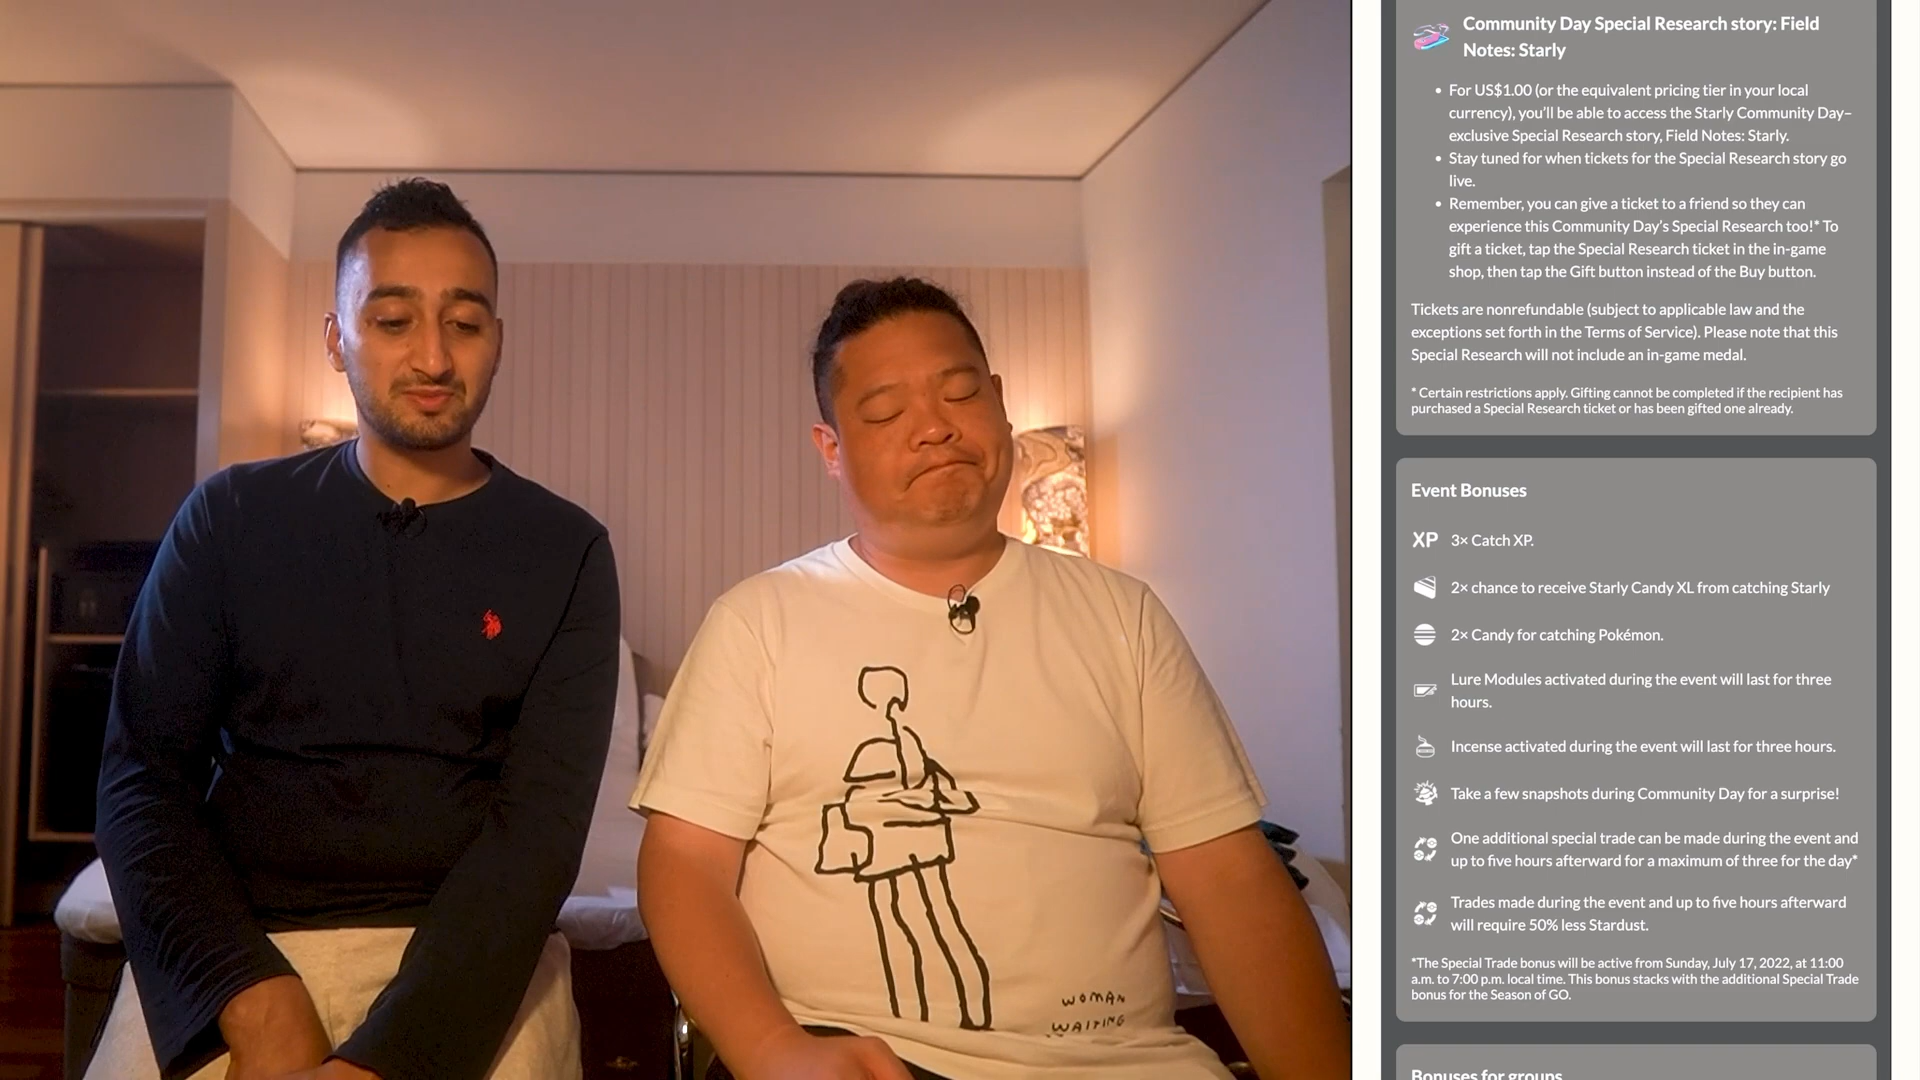 WOMAN
WAITING
Community Day Special Research story: Field
Notes: Starly
• For US$1.00 (or the equivalent pricing tier in your local
currency), you’ll be able to access the Starly Community Day–
exclusive Special Research story, Field Notes: Starly.
• Stay tuned for when tickets for the Special Research story go
live.
• Remember, you can give a ticket to a friend so they can
experience this Community Day’s Special Research too!* To
gift a ticket, tap the Special Research ticket in the in-game
shop, then tap the Gift button instead of the Buy button.
Tickets are nonrefundable (subject to applicable law and the
exceptions set forth in the Terms of Service). Please note that this
Special Research will not include an in-game medal.
* Certain restrictions apply. Gifting cannot be completed if the recipient has
purchased a Special Research ticket or has been gifted one already.
Event Bonuses
XP 3× Catch XP.
2× chance to receive Starly Candy XL from catching Starly
2× Candy for catching Pokémon.
Lure Modules activated during the event will last for three
hours.
Incense activated during the event will last for three hours.
Take a few snapshots during Community Day for a surprise!
One additional special trade can be made during the event and
up to five hours afterward for a maximum of three for the day*
Trades made during the event and up to five hours afterward
will require 50% less Stardust.
*The Special Trade bonus will be active from Sunday, July 17, 2022, at 11:00
a.m. to 7:00 p.m. local time. This bonus stacks with the additional Special Trade
bonus for the Season of GO.
Bonuses for groups